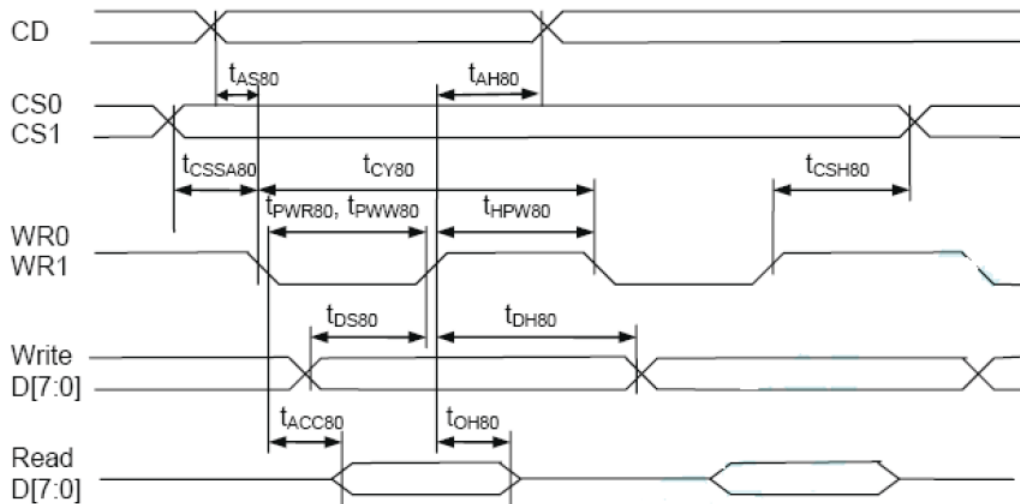 CD
tAS80
tAH80
CS0
CS1
tCSSA80
tCY80
tCSH80
tPWR80, tPWW80
tHPW80
WR0
WR1
tDS80
tDH80
Write
D[7:0]
tACC80
tOH80
Read
D[7:0]